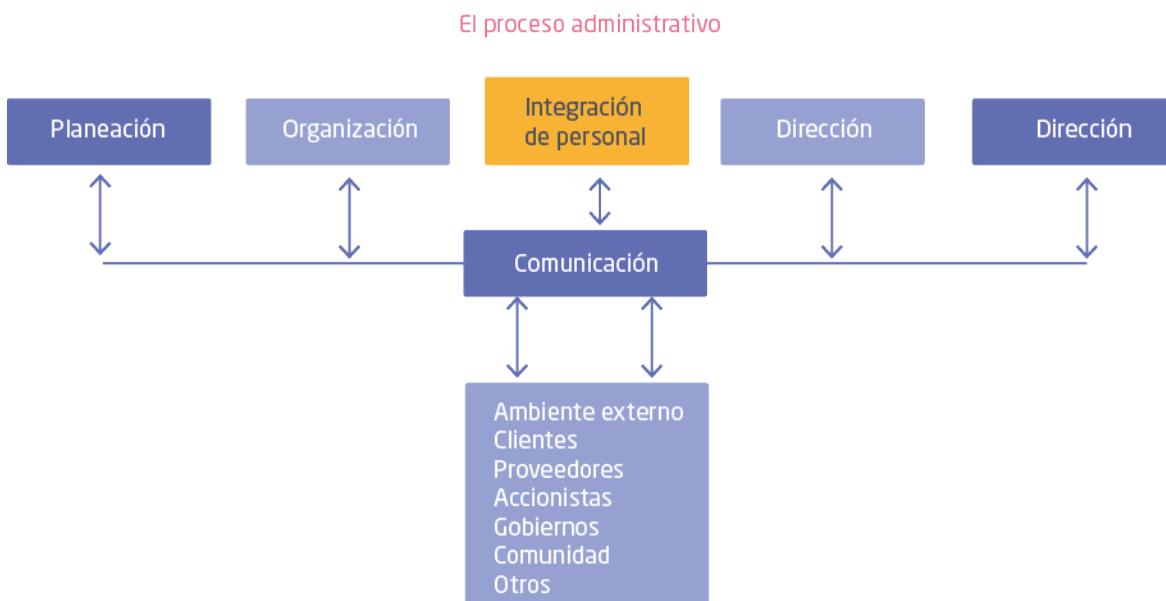 El proceso administrativo
Planeación
Organización
Integración
de personal
Dirección
Dirección
Comunicación
Ambiente externo
Clientes
Proveedores
Accionistas
Gobiernos
Comunidad
Otros